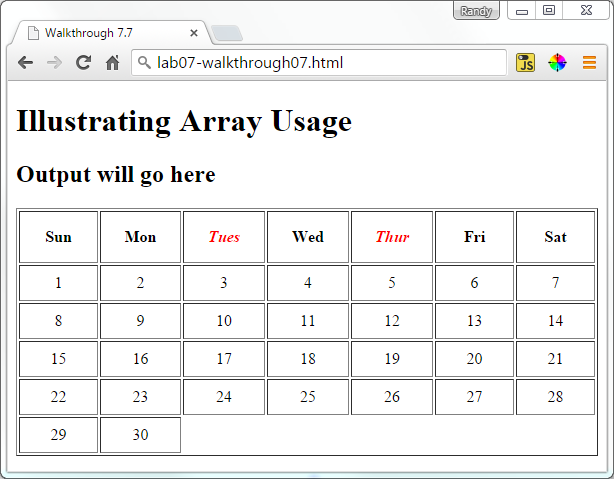 Randy
Walkthrough 7.7
lab07-walkthrough07.html
JS
Illustrating Array Usage
Output will go here
Sun Mon Tues Wed Thur Fri Sat
1 2 3 4 5 6 7
8 9 10 11 12 13 14
15 16 17 18 19 20 21
22 23 24 25 26 27 28
29 30